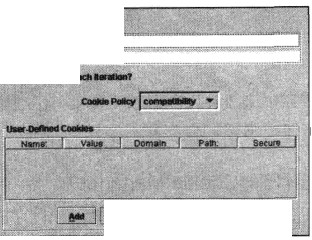 ch Iteration?
Cookie Policy compatibility
User-Defined Cookies
Name: Value Domain Path: Secure
Add